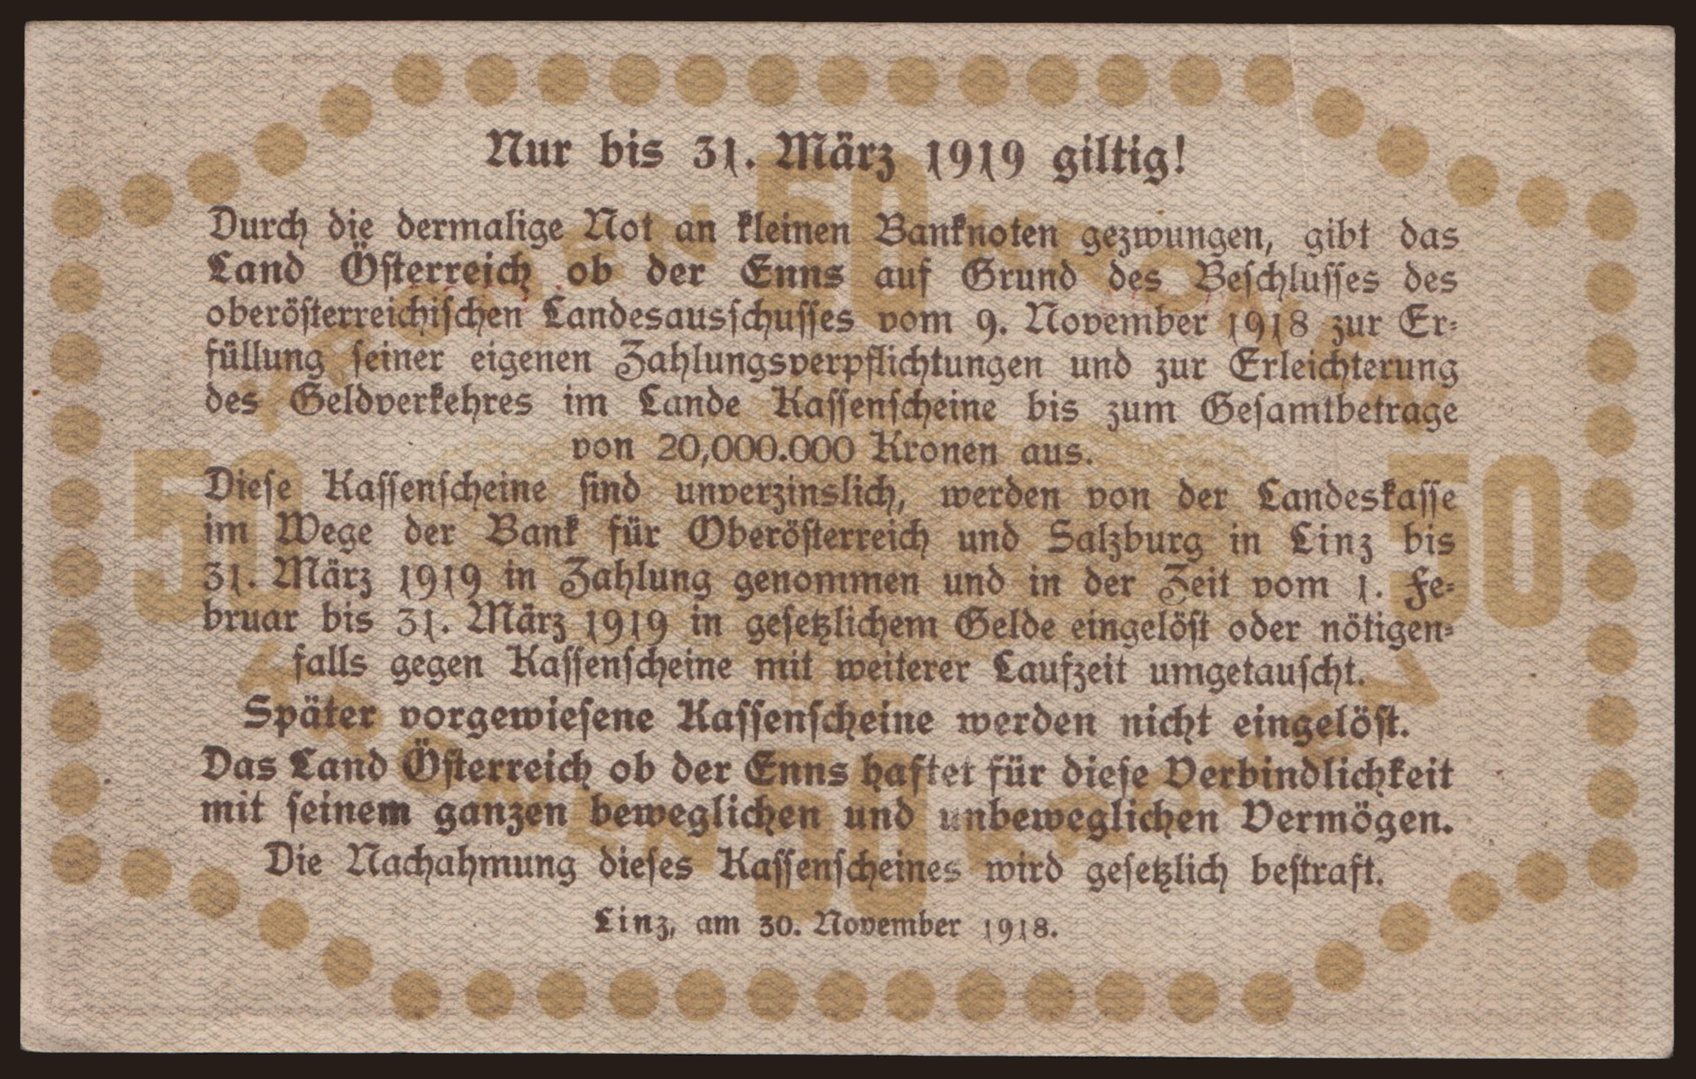 Nur bis 31. März 1919 giltig!
Durch die dermalige Not an kleinen Banknoten gezwungen, gibt das
Land Österreich ob der Enns auf Grund des Beschlusses des
oberösterreichischen Landesausschusses vom 9. November 1918 zur Er-
füllung seiner eigenen Zahlungsverpflichtungen und zur Erleichterung
des Geldverkehres im Lande Kassenscheine bis zum Gesamtbetrage
von 20,000.000 Kronen aus.
Diese Kassenscheine sind unverzinslich, werden von der Landeskasse
im Wege der Bank für Oberösterreich und Salzburg in Linz bis
31. März 1919 in Zahlung genommen und in der Zeit vom 1. Fe-
bruar bis 31. März 1919 in gesetzlichem Gelde eingelöst oder nötigen-
falls gegen Kassenscheine mit weiterer Laufzeit umgetauscht.
Später vorgewiesene Kassenscheine werden nicht eingelöst.
Das Land Österreich ob der Enns haftet für diese Verbindlichkeit
mit seinem ganzen beweglichen und unbeweglichen Vermögen.
Die Nachahmung dieses Kassenscheines wird gesetzlich bestraft.
Linz, am 30. November 1918.
50
50
50
50
KRONEN
KRONEN
KRONEN
KRONEN